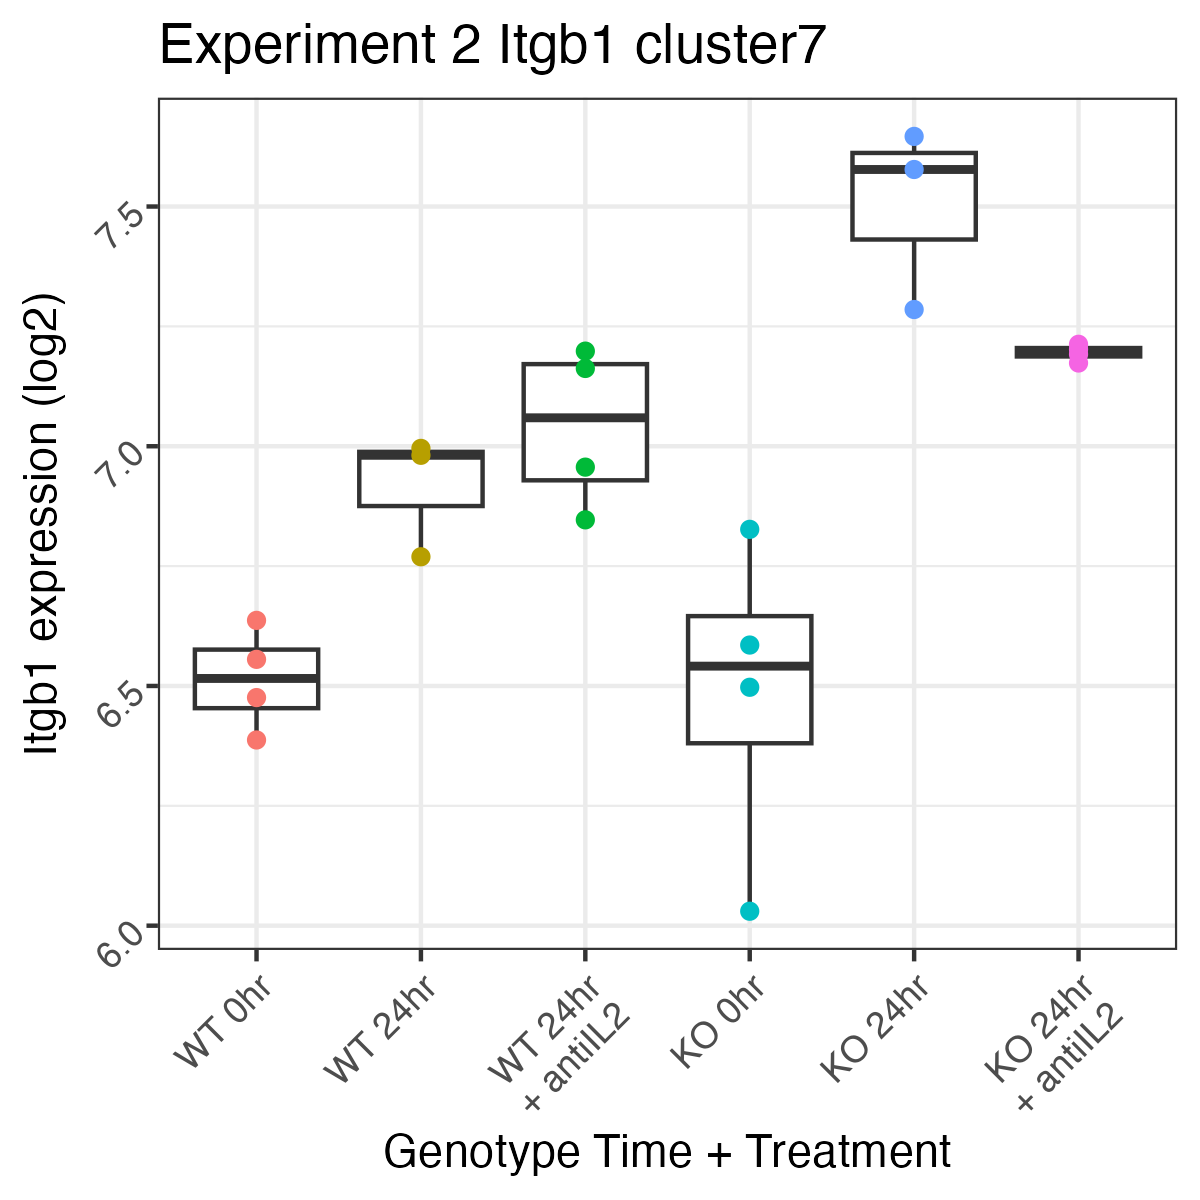 Experiment 2 Itgb1 cluster7
Itgb1 expression (log2)
7.5
7.0
6.5
6.0
WT 0hr
WT 24hr
WT 24hr
+ antiIL2
KO 0hr
KO 24hr
KO 24hr
+ antiIL2
Genotype Time + Treatment